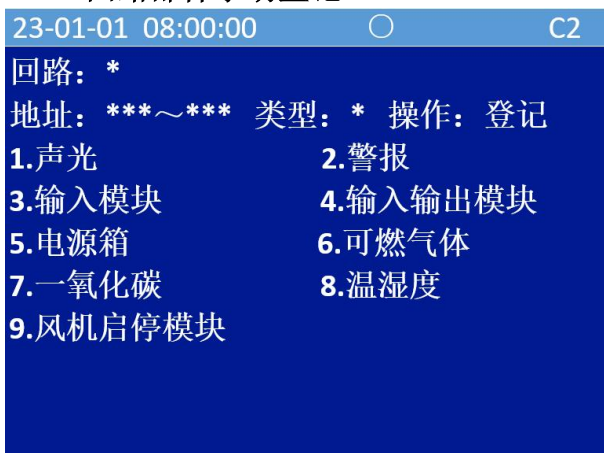 23-01-01 08:00:00 ○ C2
回路：*
地址：***～*** 类型：* 操作：登记
1.声光 2.警报
3.输入模块 4.输入输出模块
5.电源箱 6.可燃气体
7.一氧化碳 8.温湿度
9.风机启停模块